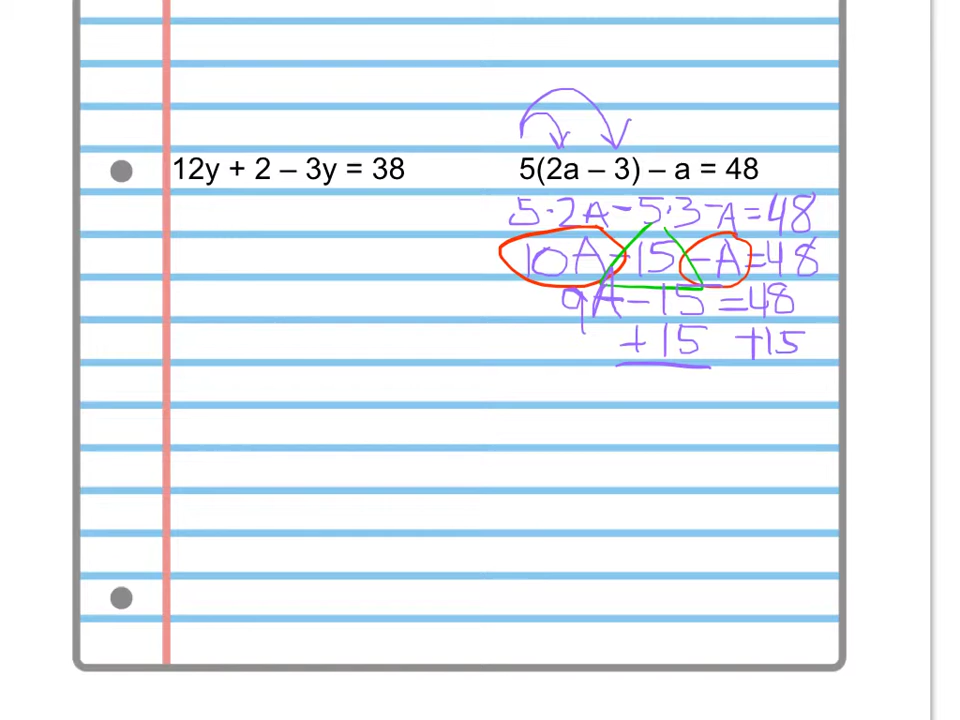 12y + 2 – 3y = 38
5(2a – 3) – a = 48
5·2A-5·3-A=48
10A-15-A=48
9A-15=48
+15 +15